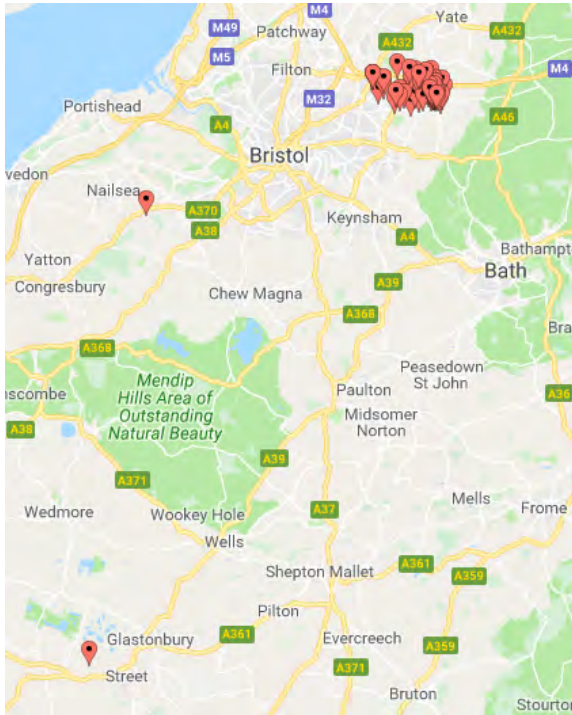 M49
M4
Yate
A432
A432
Patchway
M5
Filton
M4
Portishead
M32
A4
A46
Bristol
vedon
Nailsea
A370
Keynsham
A38
A4
Bathampt
Yatton
Bath
Congresbury
A39
Chew Magna
A368
Bra
A368
Peasedown
St John
Mendip
Hills Area of
Outstanding
Natural Beauty
nscombe
Paulton
A36
Midsomer
Norton
A38
A39
A371
Mells
Wedmore
Wookey Hole
A37
Frome
Wells
A361
Shepton Mallet
A359
Pilton
Glastonbury
A361
Evercreech
A359
Street
A371
Bruton
Stourton